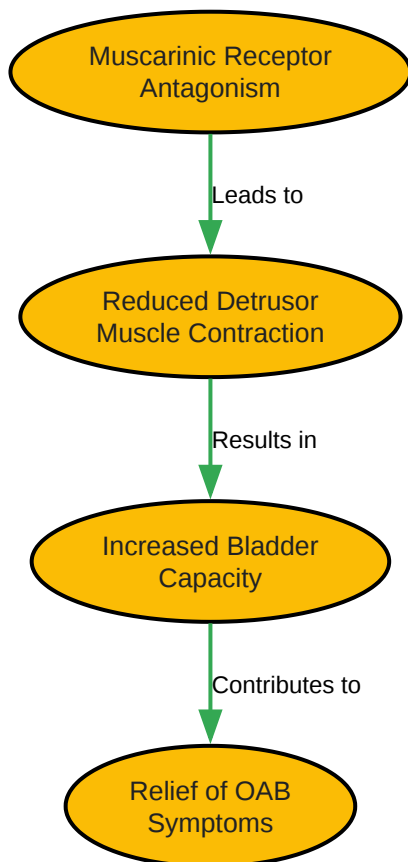 Muscarinic Receptor
Antagonism
Leads to
Reduced Detrusor
Muscle Contraction
Results in
Increased Bladder
Capacity
Contributes to
Relief of OAB
Symptoms